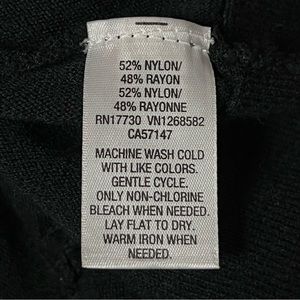 52% NYLON/
48% RAYON
52% NYLON/
48% RAYONNE
RN17730 VN1268582
CA57147
MACHINE WASH COLD
WITH LIKE COLORS.
GENTLE CYCLE.
ONLY NON-CHLORINE
BLEACH WHEN NEEDED.
LAY FLAT TO DRY.
WARM IRON WHEN
NEEDED.